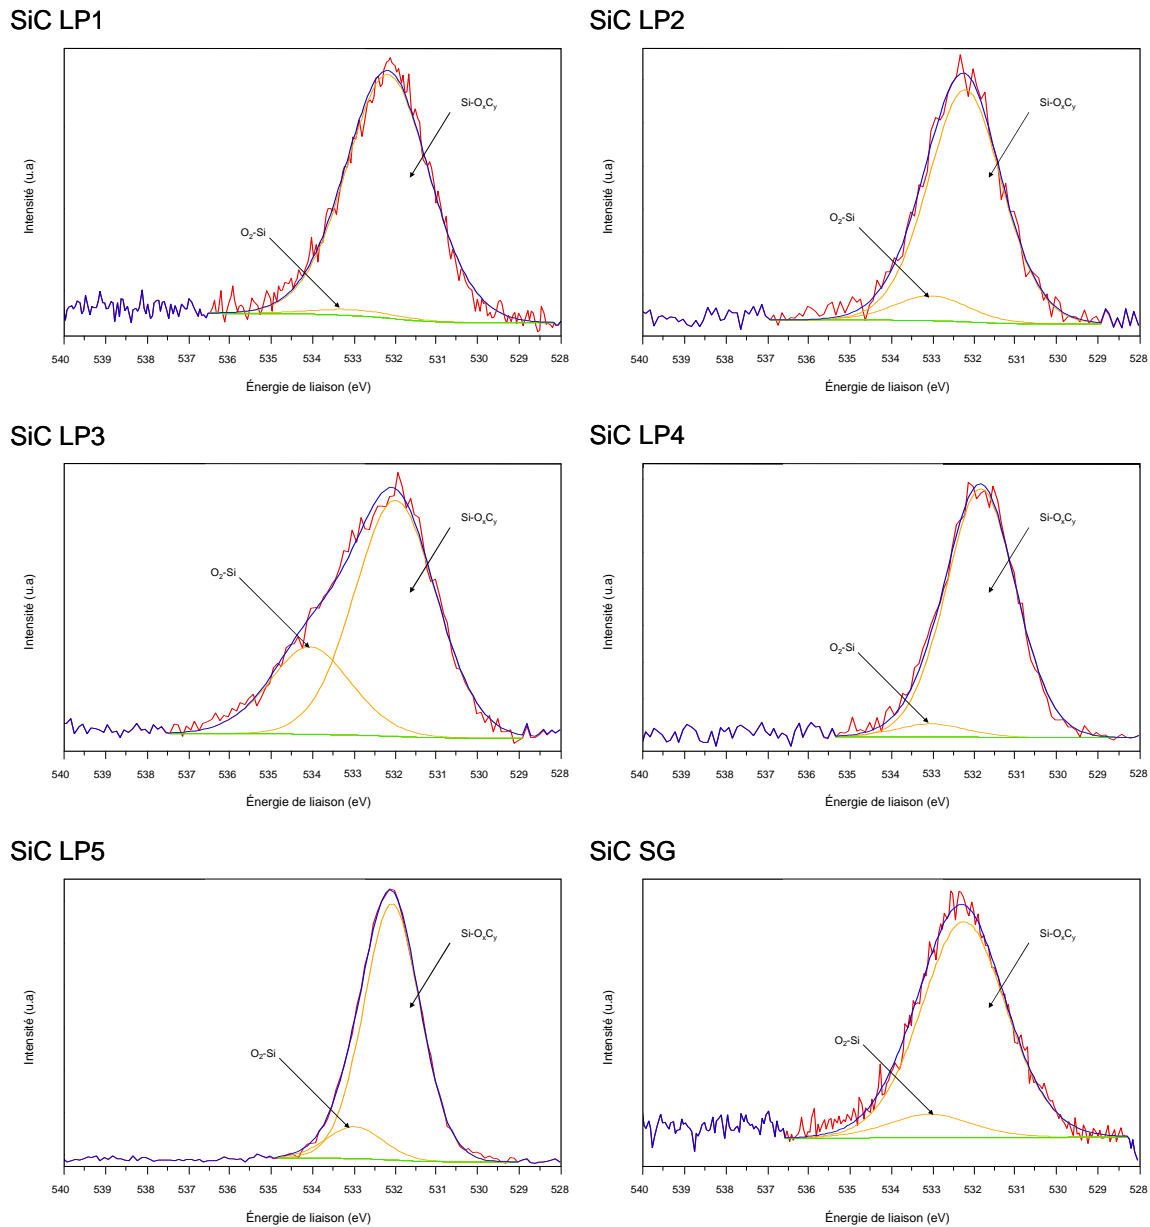 SiC LP1
SiC LP2
Intensité (u.a)
Si-OxCy
O2-Si
540 539 538 537 536 535 534 533 532 531 530 529 528
Énergie de liaison (eV)
Intensité (u.a)
Si-OxCy
O2-Si
540 539 538 537 536 535 534 533 532 531 530 529 528
Énergie de liaison (eV)
SiC LP3
SiC LP4
Intensité (u.a)
Si-OxCy
O2-Si
540 539 538 537 536 535 534 533 532 531 530 529 528
Énergie de liaison (eV)
Intensité (u.a)
Si-OxCy
O2-Si
540 539 538 537 536 535 534 533 532 531 530 529 528
Énergie de liaison (eV)
SiC LP5
SiC SG
Intensité (u.a)
Si-OxCy
O2-Si
540 539 538 537 536 535 534 533 532 531 530 529 528
Énergie de liaison (eV)
Intensité (u.a)
Si-OxCy
O2-Si
540 539 538 537 536 535 534 533 532 531 530 529 528
Énergie de liaison (eV)